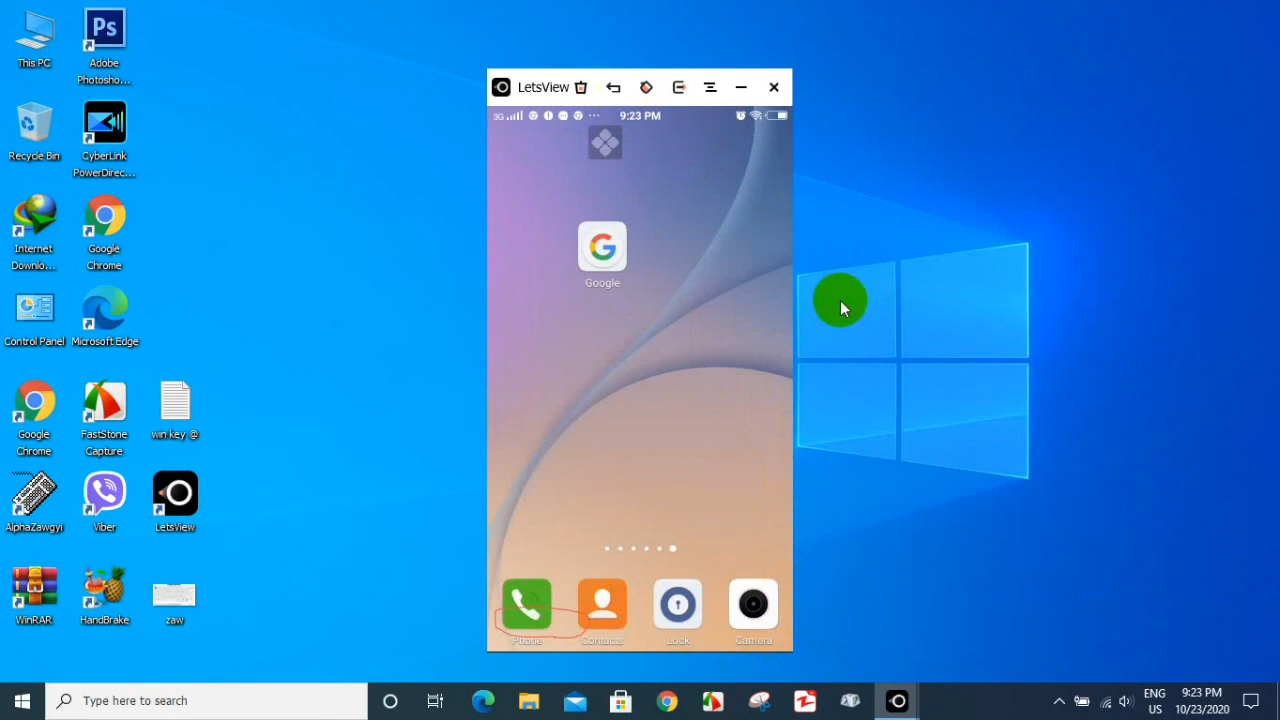 This PC
Adobe
Photosho...
Recycle Bin
CyberLink
PowerDirec...
Internet
Downlo...
Google
Chrome
Control Panel
Microsoft Edge
Google
Chrome
FastStone
Capture
win key @
AlphaZawgyi
Viber
LetsView
WinRAR
HandBrake
zaw
Ps
LetsView
3G
9:23 PM
Google
Phone
Contacts
Lock
Camera
Type here to search
ENG
US
9:23 PM
10/23/2020